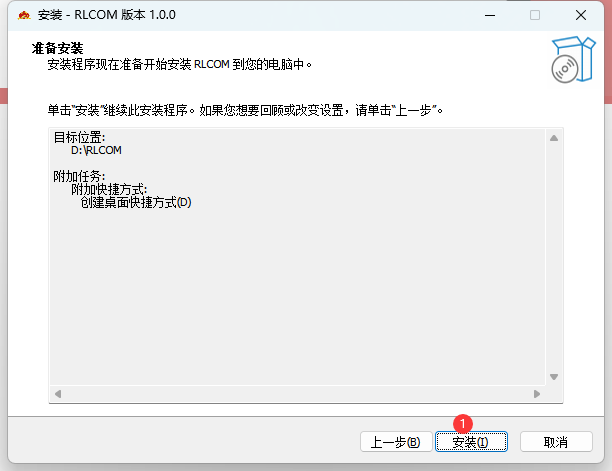 安装 - RLCOM 版本 1.0.0
准备安装
安装程序现在准备开始安装 RLCOM 到您的电脑中。
单击“安装”继续此安装程序。如果您想要回顾或改变设置，请单击“上一步”。
目标位置:
D:\RLCOM
附加任务:
附加快捷方式:
创建桌面快捷方式(D)
1
上一步(B) 安装(I) 取消